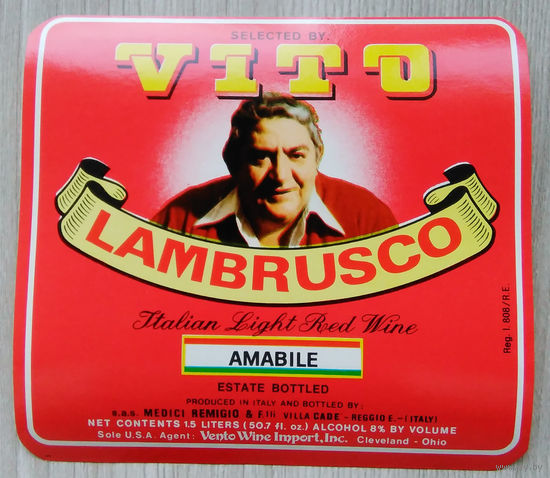 SELECTED BY.
VITO
LAMBRUSCO
Italian Light Red Wine
AMABILE
ESTATE BOTTLED
PRODUCED IN ITALY AND BOTTLED BY:
s.a.s. MEDICI REMIGIO & F.lli VILLA CADE' - REGGIO E. - (ITALY)
NET CONTENTS 1.5 LITERS (50.7 fl. oz.) ALCOHOL 8% BY VOLUME
Sole U.S.A. Agent: Vento Wine Import, Inc. Cleveland - Ohio
Reg. I. 808/R.E.